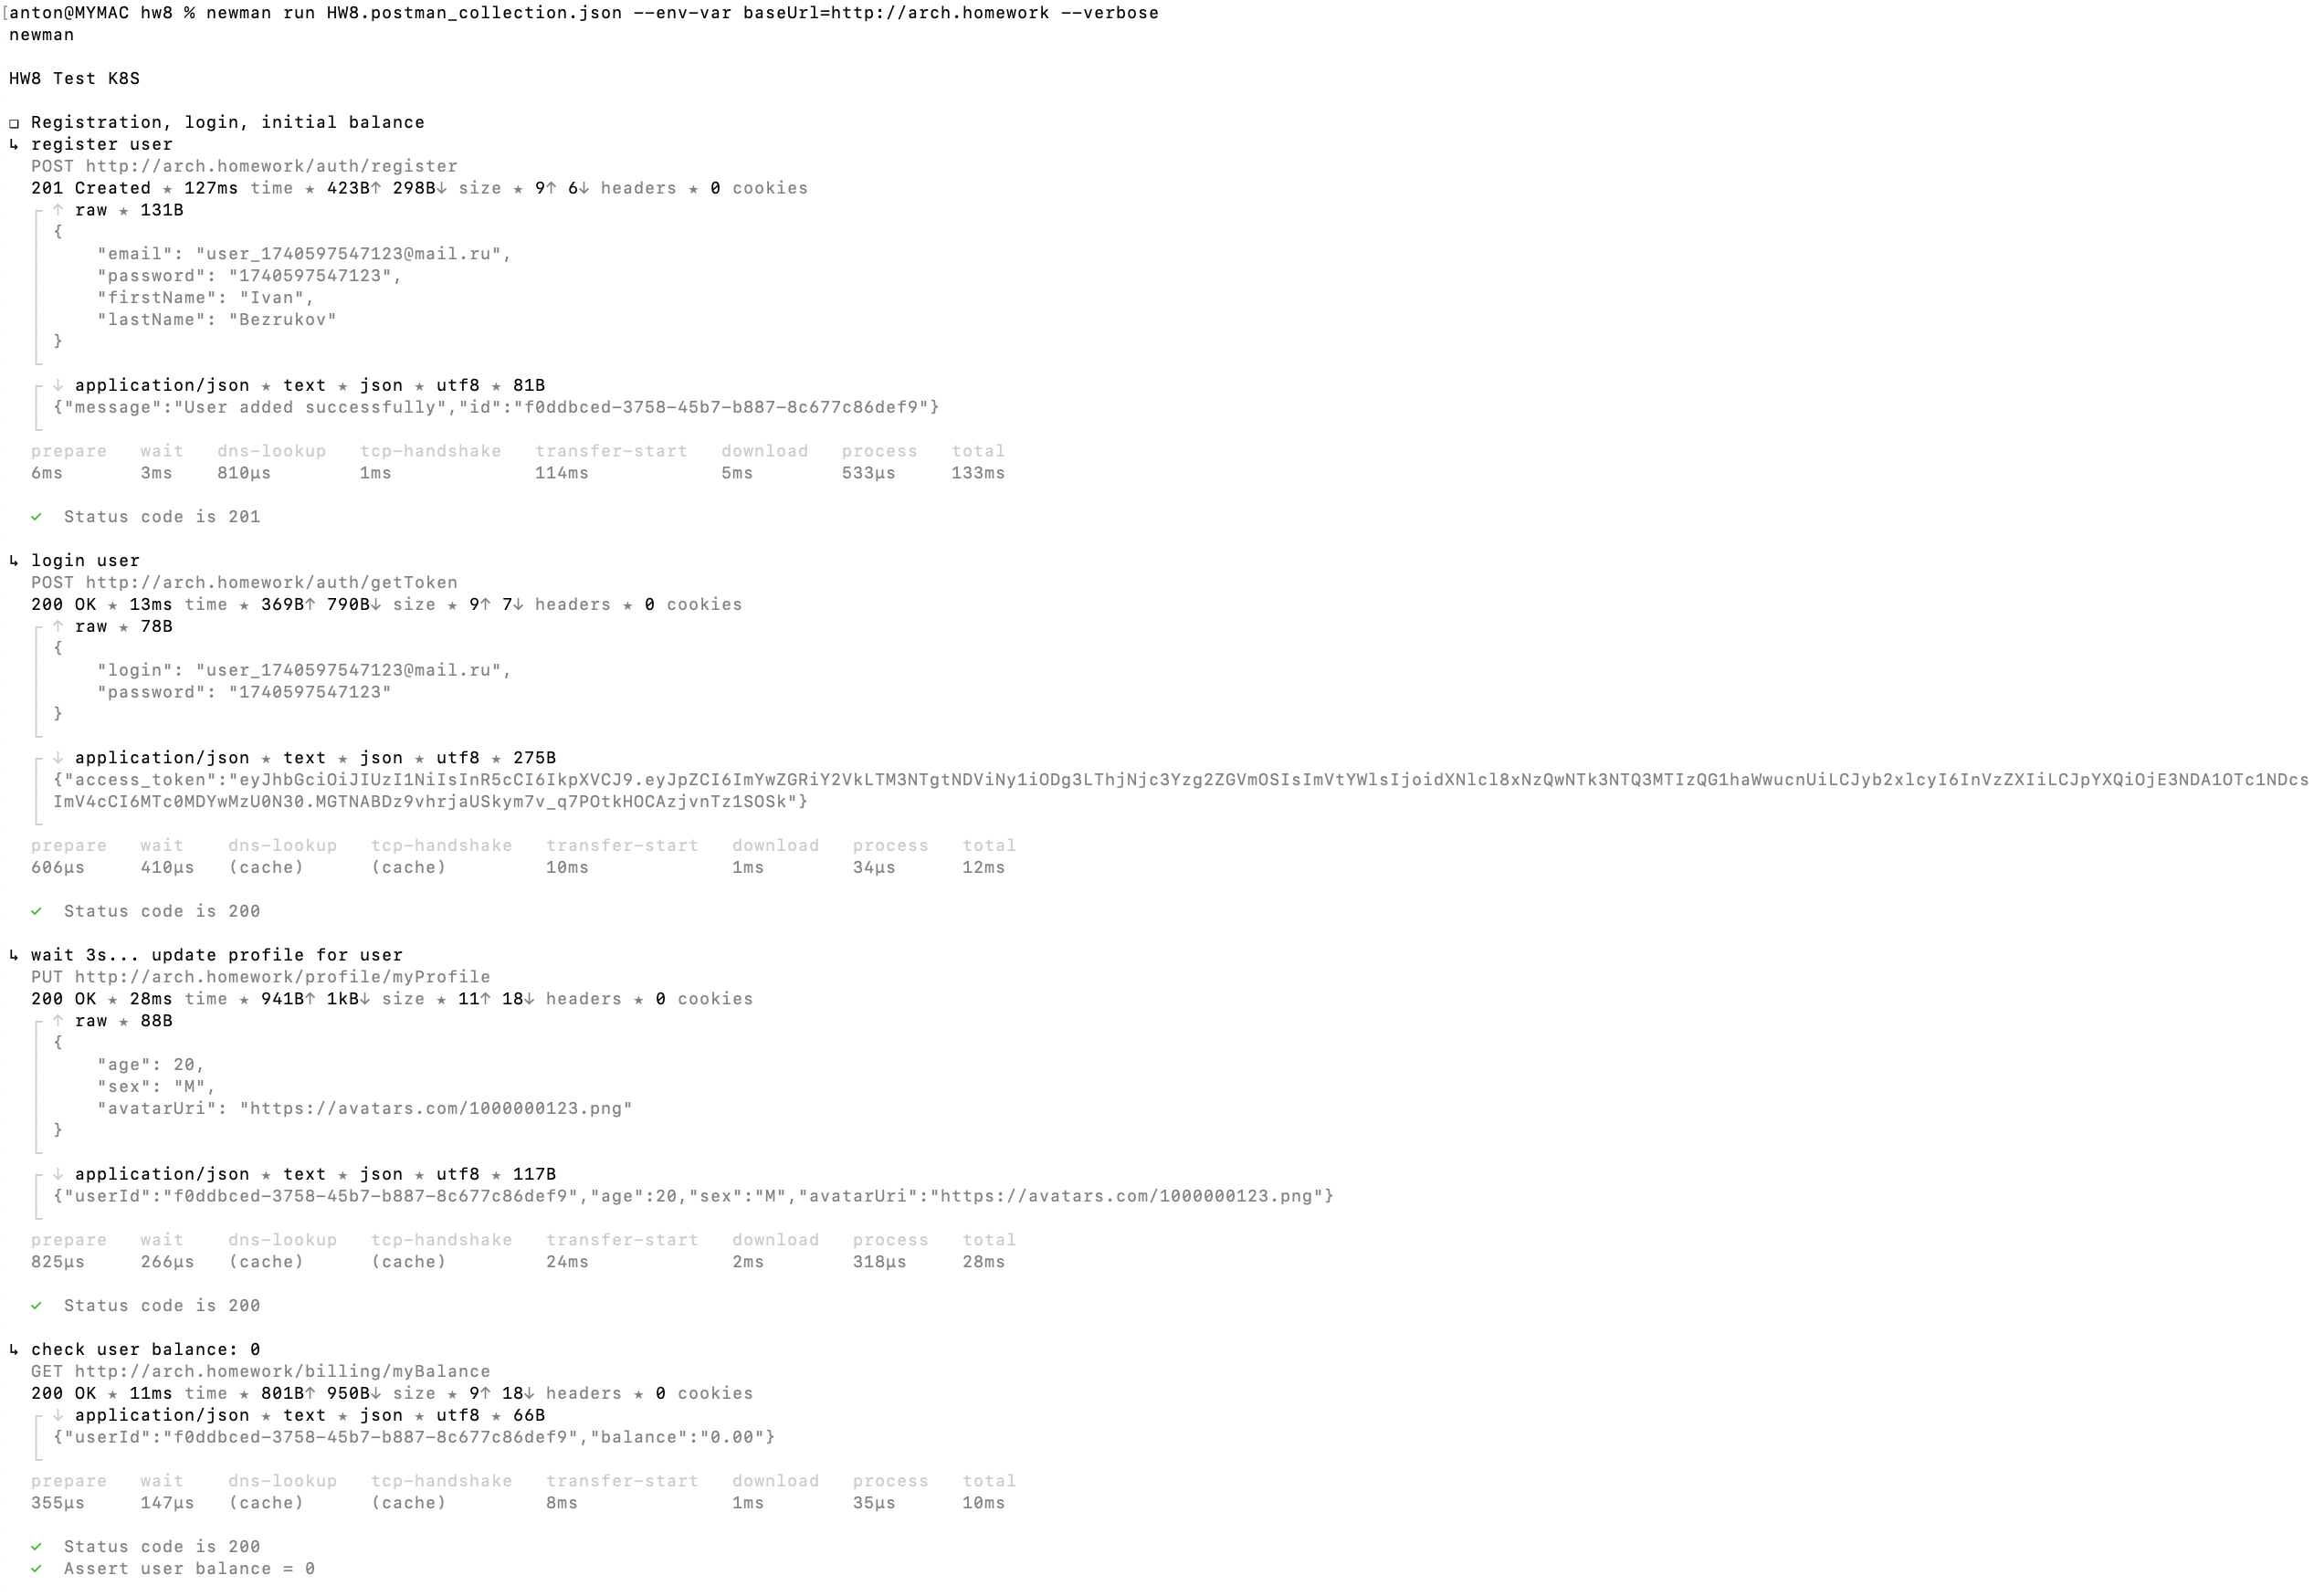 [anton@MYMAC hw8 % newman run HW8.postman_collection.json --env-var baseUrl=http://arch.homework --verbose
newman
HW8 Test K8S
❏ Registration, login, initial balance
↳ register user
POST http://arch.homework/auth/register
201 Created ★ 127ms time ★ 423B↑ 298B↓ size ★ 9↑ 6↓ headers ★ 0 cookies
┌ ↑ raw ★ 131B
│ {
│     "email": "user_1740597547123@mail.ru",
│     "password": "1740597547123",
│     "firstName": "Ivan",
│     "lastName": "Bezrukov"
│ }
└
┌ ↓ application/json ★ text ★ json ★ utf8 ★ 81B
│ {"message":"User added successfully","id":"f0ddbced-3758-45b7-b887-8c677c86def9"}
└
prepare   wait   dns-lookup   tcp-handshake   transfer-start   download   process   total
6ms       3ms    810µs        1ms             114ms            5ms        533µs     133ms
✓  Status code is 201
↳ login user
POST http://arch.homework/auth/getToken
200 OK ★ 13ms time ★ 369B↑ 790B↓ size ★ 9↑ 7↓ headers ★ 0 cookies
┌ ↑ raw ★ 78B
│ {
│     "login": "user_1740597547123@mail.ru",
│     "password": "1740597547123"
│ }
└
┌ ↓ application/json ★ text ★ json ★ utf8 ★ 275B
│ {"access_token":"eyJhbGciOiJIUzI1NiIsInR5cCI6IkpXVCJ9.eyJpZCI6ImYwZGRiY2VkLTM3NTgtNDViNy1iODg3LThjNjc3Yzg2ZGVmOSIsImVtYWlsIjoidXNlcl8xNzQwNTk3NTQ3MTIzQG1haWwucnUiLCJyb2xlcyI6InVzZXIiLCJpYXQiOjE3NDA1OTc1NDcs
│ ImV4cCI6MTc0MDYwMzU0N30.MGTNABDz9vhrjaUSkym7v_q7POtkHOCAzjvnTz1SOSk"}
└
prepare   wait    dns-lookup   tcp-handshake   transfer-start   download   process   total
606µs     410µs   (cache)      (cache)         10ms             1ms        34µs      12ms
✓  Status code is 200
↳ wait 3s... update profile for user
PUT http://arch.homework/profile/myProfile
200 OK ★ 28ms time ★ 941B↑ 1kB↓ size ★ 11↑ 18↓ headers ★ 0 cookies
┌ ↑ raw ★ 88B
│ {
│     "age": 20,
│     "sex": "M",
│     "avatarUri": "https://avatars.com/1000000123.png"
│ }
└
┌ ↓ application/json ★ text ★ json ★ utf8 ★ 117B
│ {"userId":"f0ddbced-3758-45b7-b887-8c677c86def9","age":20,"sex":"M","avatarUri":"https://avatars.com/1000000123.png"}
└
prepare   wait    dns-lookup   tcp-handshake   transfer-start   download   process   total
825µs     266µs   (cache)      (cache)         24ms             2ms        318µs     28ms
✓  Status code is 200
↳ check user balance: 0
GET http://arch.homework/billing/myBalance
200 OK ★ 11ms time ★ 801B↑ 950B↓ size ★ 9↑ 18↓ headers ★ 0 cookies
┌ ↓ application/json ★ text ★ json ★ utf8 ★ 66B
│ {"userId":"f0ddbced-3758-45b7-b887-8c677c86def9","balance":"0.00"}
└
prepare   wait    dns-lookup   tcp-handshake   transfer-start   download   process   total
355µs     147µs   (cache)      (cache)         8ms              1ms        35µs      10ms
✓  Status code is 200
✓  Assert user balance = 0